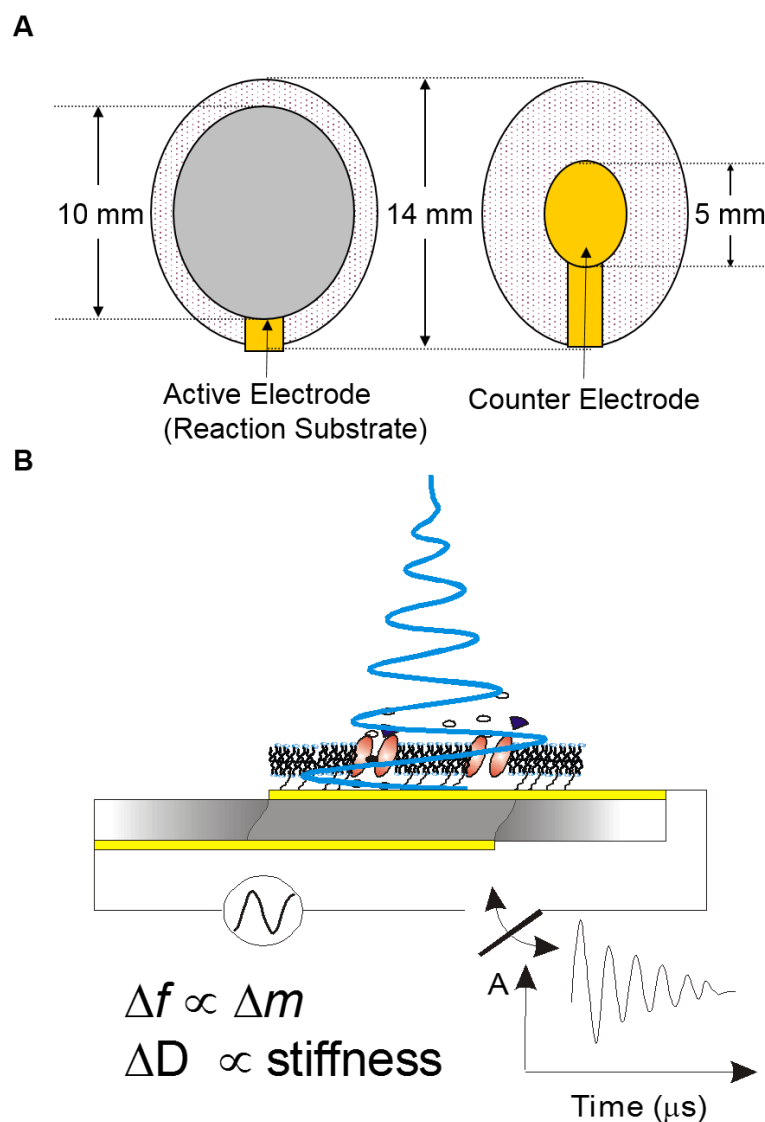 A
10 mm
14 mm
5 mm
Active Electrode
(Reaction Substrate)
Counter Electrode
B
Δf ∝ Δm
ΔD ∝ stiffness
A
Time (μs)